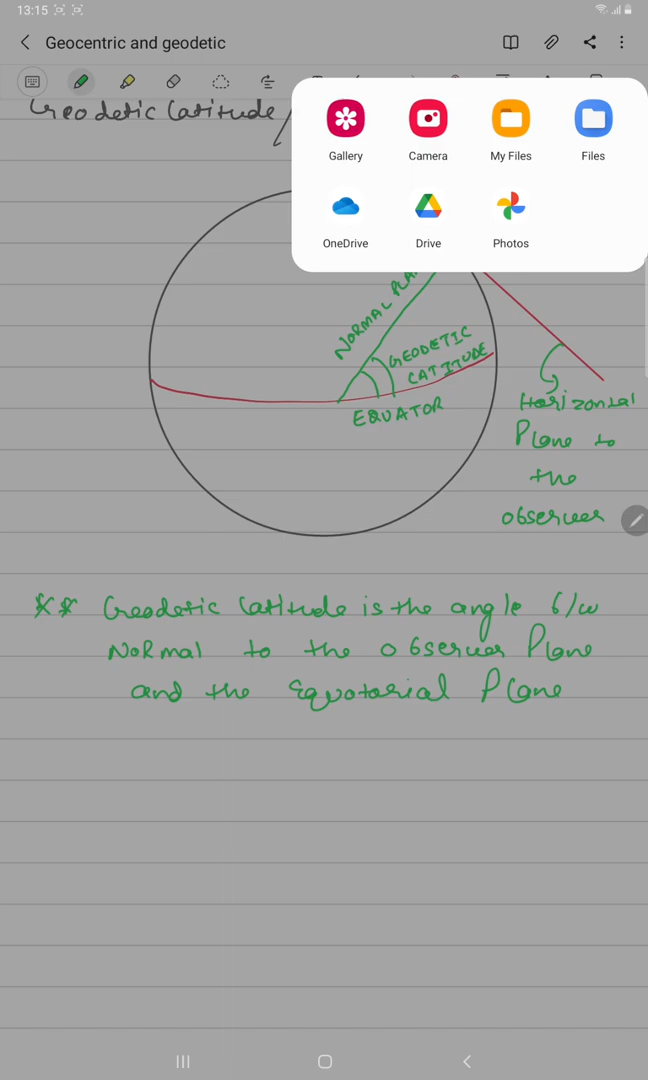 13:15
Geocentric and geodetic
Geodetic Latitude/
Gallery
Camera
My Files
Files
OneDrive
Drive
Photos
NORMAL PLA
GEODETIC
LATITUDE
EQUATOR
Horizontal
Plane to
the
observer
** Geodetic latitude is the angle b/w
Normal to the observer Plane
and the Equotorial Plane